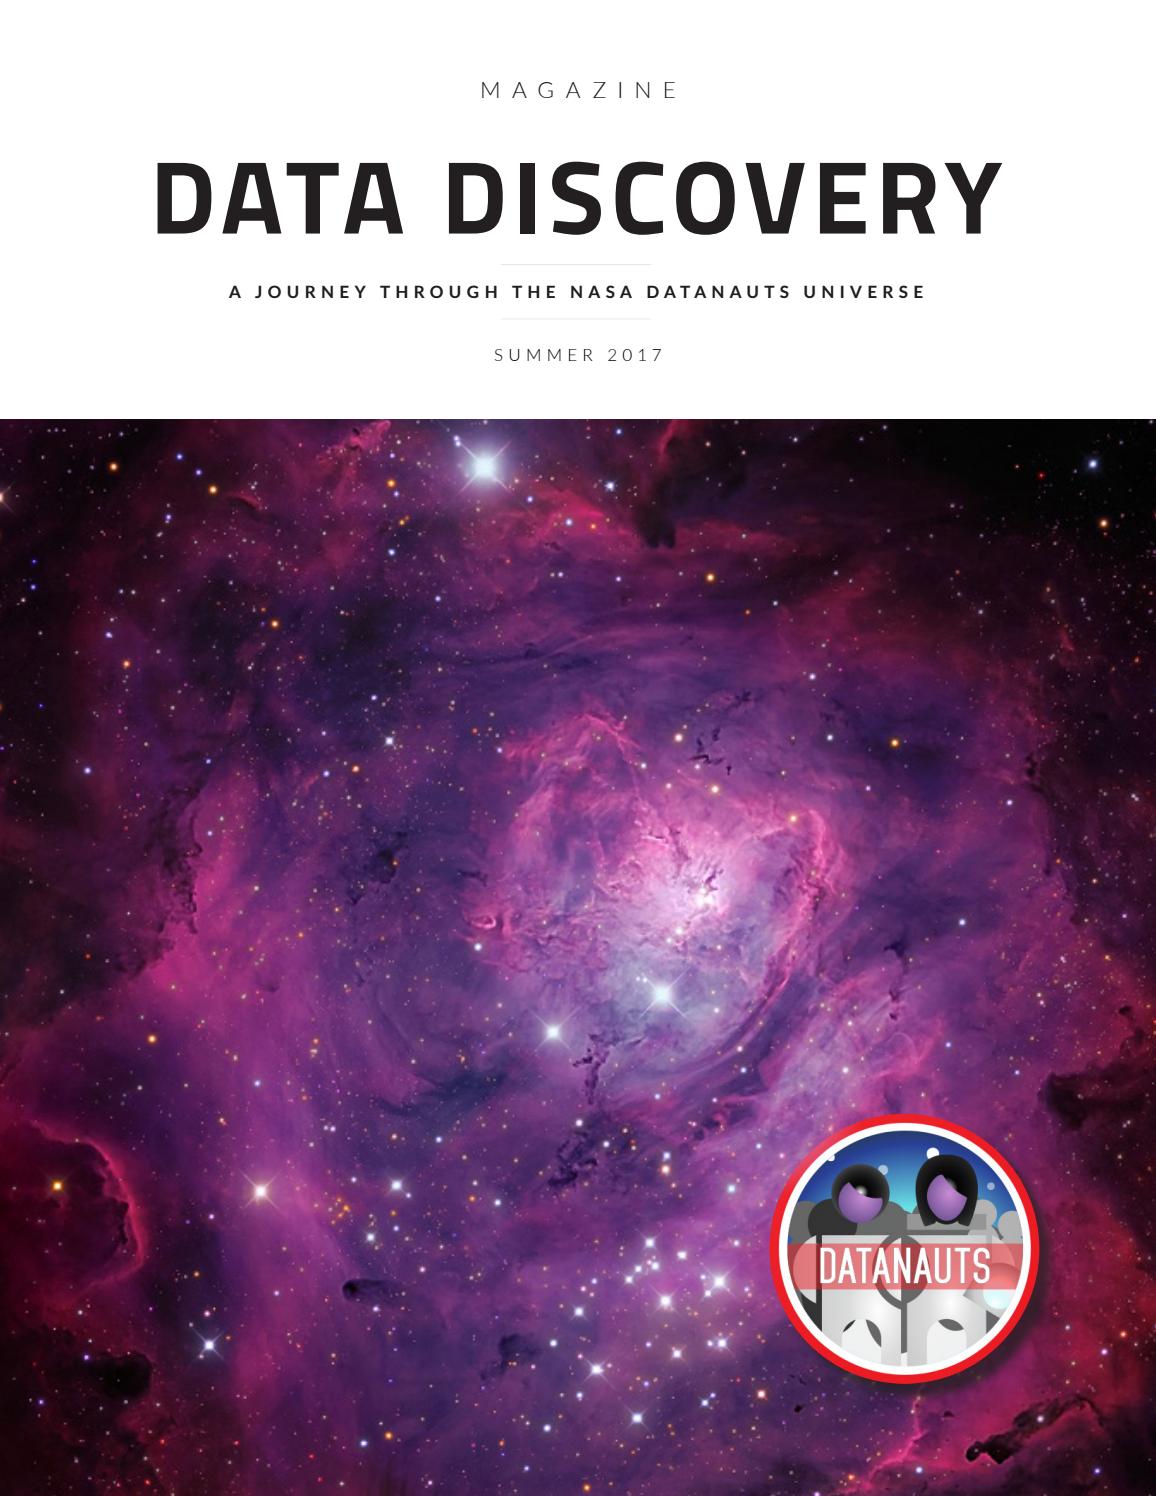 MAGAZINE
DATA DISCOVERY
A JOURNEY THROUGH THE NASA DATANAUTS UNIVERSE
SUMMER 2017
DATANAUTS